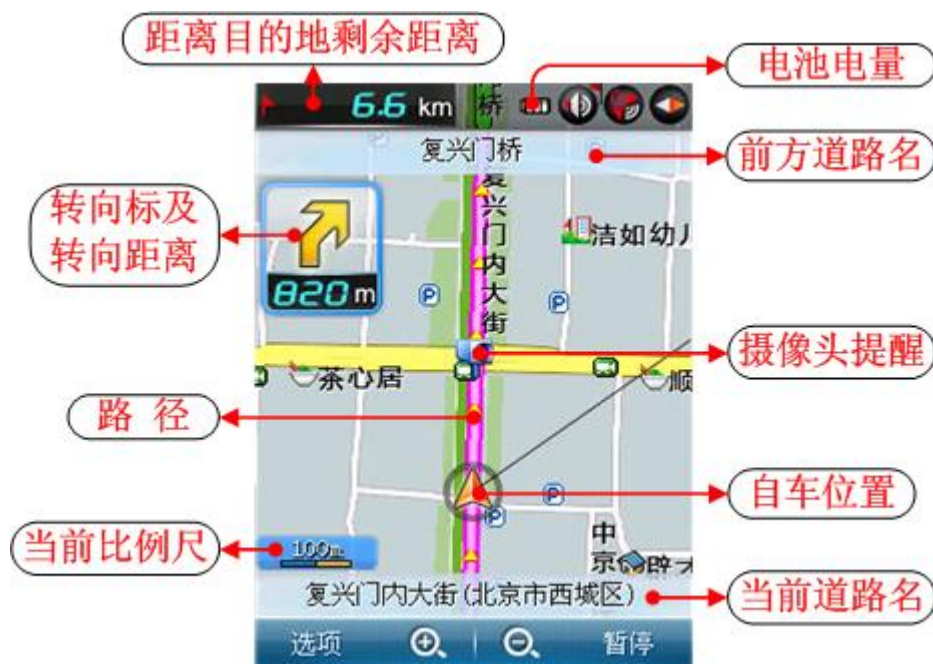 距离目的地剩余距离
电池电量
6.6 km
桥
复兴门桥
前方道路名
复兴门内大街
转向标及
转向距离
820 m
洁如幼儿
P
P
摄像头提醒
茶心居
顺
路 径
自车位置
P
P
当前比例尺
100m
中
京
当前道路名
复兴门内大街(北京市西城区)
选项
暂停